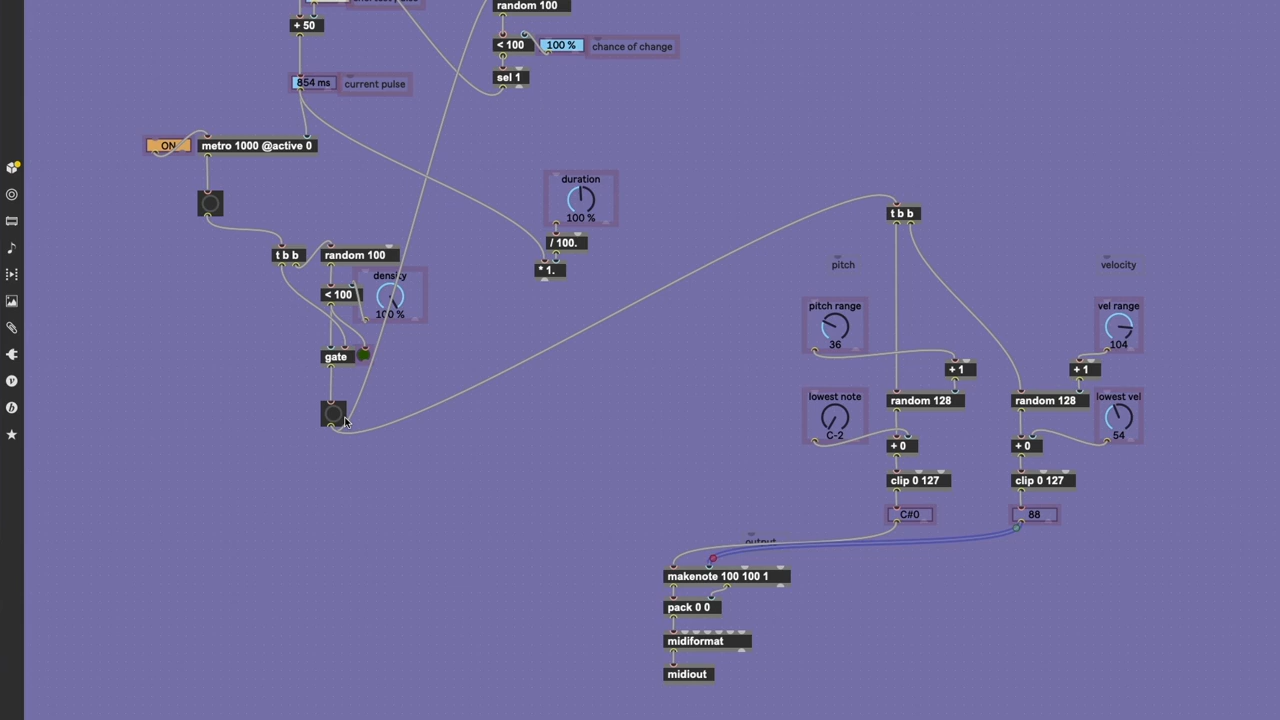 random 100
+ 50
< 100
100 %
chance of change
sel 1
854 ms
current pulse
ON
metro 1000 @active 0
duration
100 %
t b b
/ 100.
t b b
random 100
pitch
velocity
* 1.
density
< 100
100 %
pitch range
36
vel range
104
gate
+ 1
+ 1
lowest note
C-2
random 128
random 128
lowest vel
54
+ 0
+ 0
clip 0 127
clip 0 127
C#0
88
output
makenote 100 100 1
pack 0 0
midiformat
midiout